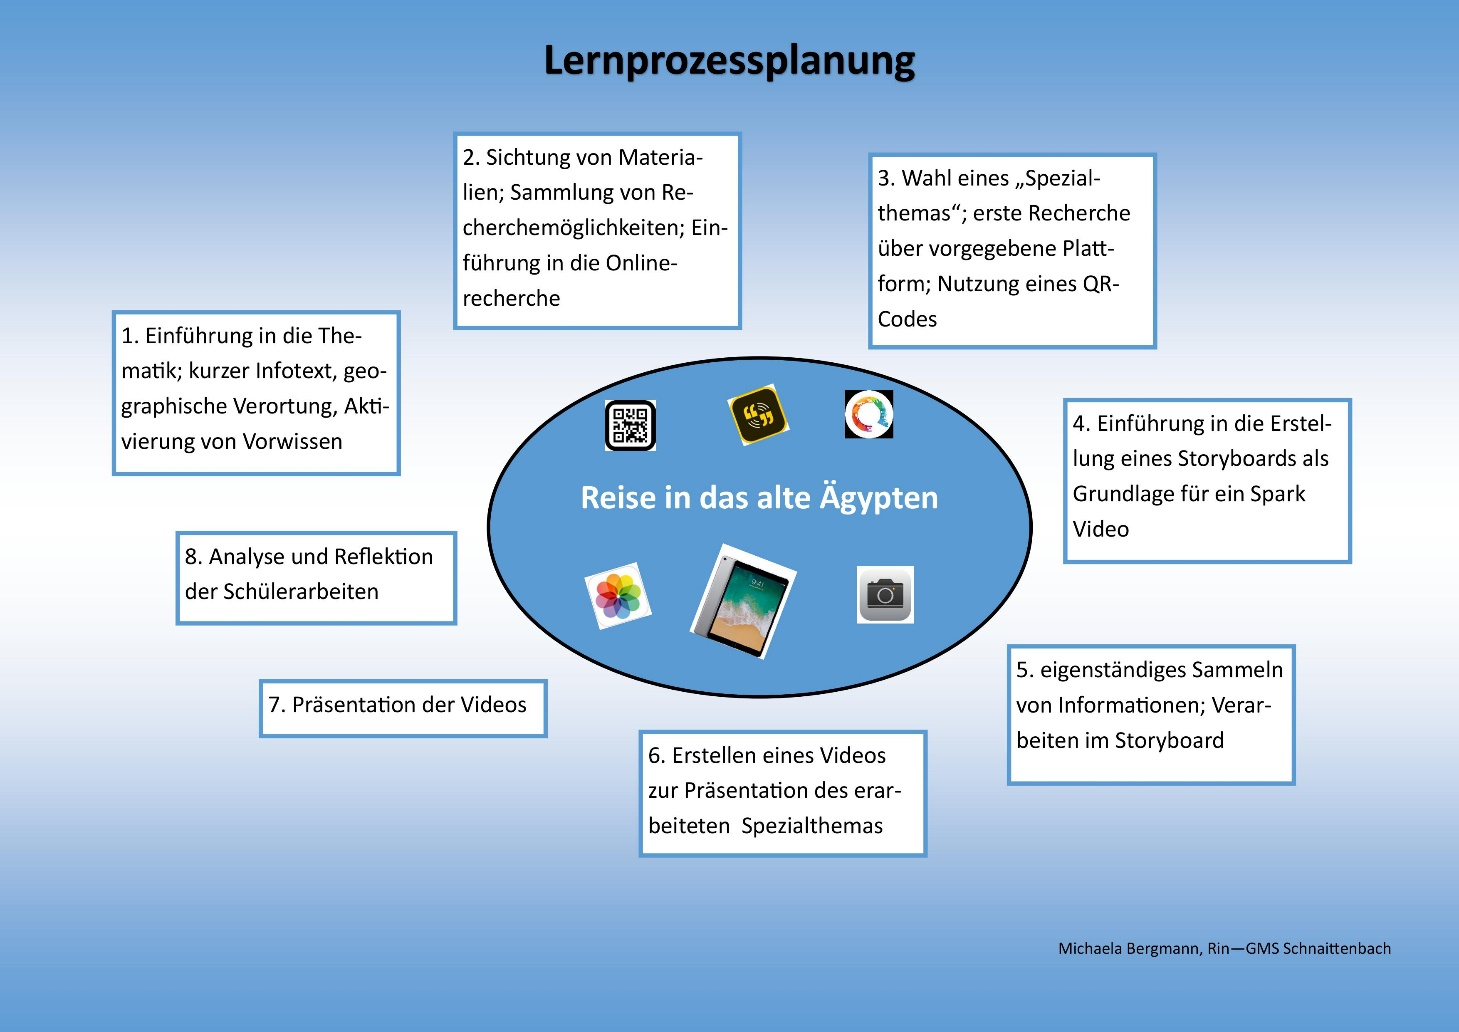 Lernprozessplanung
1. Einführung in die The-
matik; kurzer Infotext, geo-
graphische Verortung, Akti-
vierung von Vorwissen
2. Sichtung von Materia-
lien; Sammlung von Re-
cherchemöglichkeiten; Ein-
führung in die Online-
recherche
3. Wahl eines „Spezial-
themas“; erste Recherche
über vorgegebene Platt-
form; Nutzung eines QR-
Codes
4. Einführung in die Erstel-
lung eines Storyboards als
Grundlage für ein Spark
Video
5. eigenständiges Sammeln
von Informationen; Verar-
beiten im Storyboard
6. Erstellen eines Videos
zur Präsentation des erar-
beiteten Spezialthemas
7. Präsentation der Videos
8. Analyse und Reflektion
der Schülerarbeiten
Reise in das alte Ägypten
9:41
Michaela Bergmann, Rin—GMS Schnaittenbach